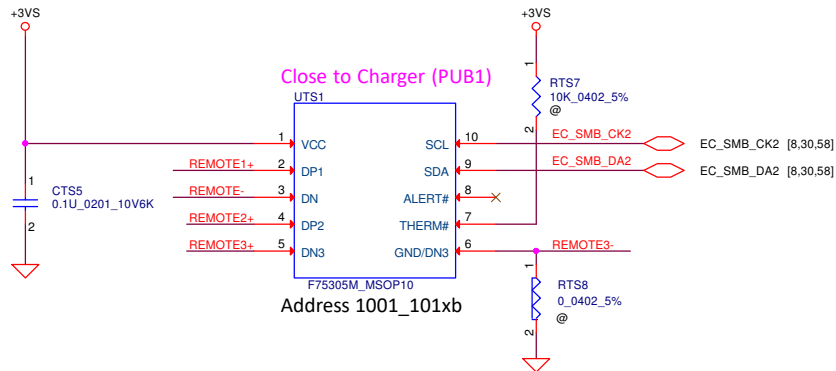 +3VS
+3VS
Close to Charger (PUB1)
UTS1
1
RTS7
10K_0402_5%
@
2
1 VCC SCL 10 EC_SMB_CK2 EC_SMB_CK2 [8,30,58]
REMOTE1+ 2 DP1 SDA 9 EC_SMB_DA2 EC_SMB_DA2 [8,30,58]
REMOTE- 3 DN ALERT# 8
REMOTE2+ 4 DP2 THERM# 7
REMOTE3+ 5 DN3 GND/DN3 6 REMOTE3-
1
CTS5
0.1U_0201_10V6K
2
F75305M_MSOP10
Address 1001_101xb
1
RTS8
0_0402_5%
@
2